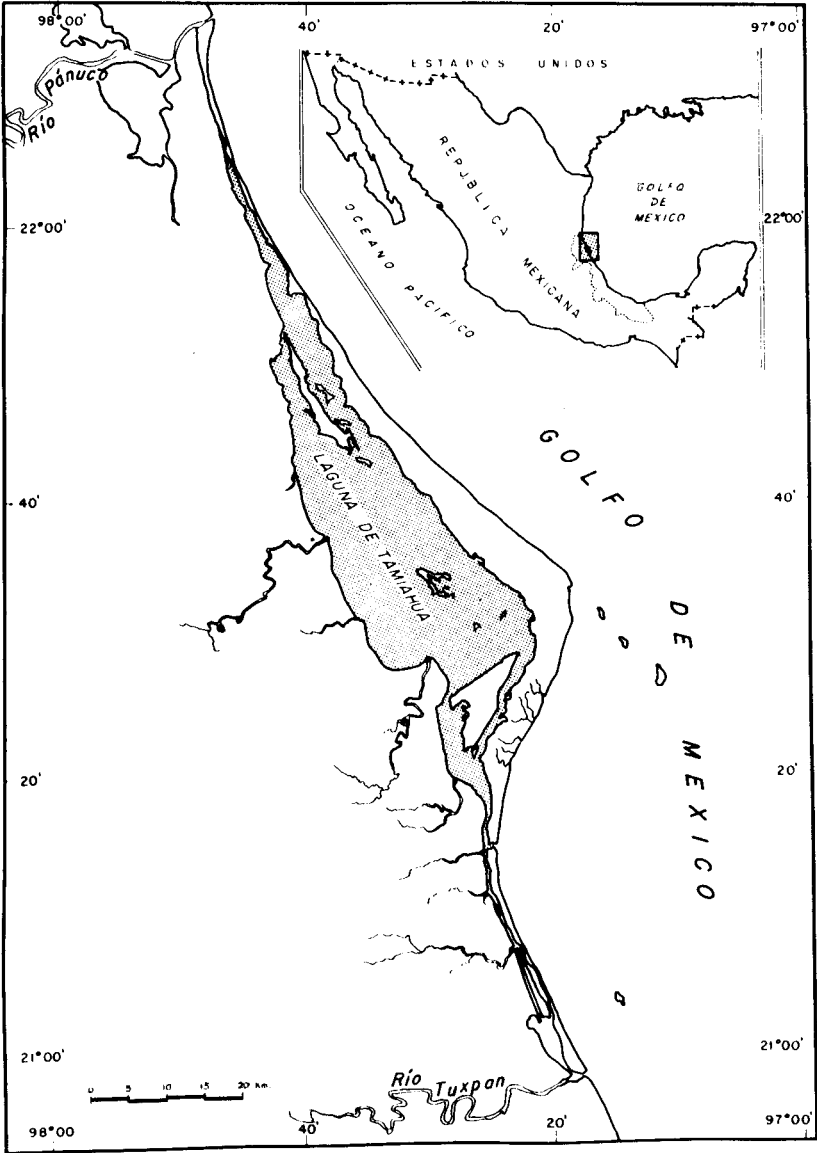 98°00'
40'
20'
97°00'
ESTADOS UNIDOS
Río Pánuco
REPUBLICA MEXICANA
GOLFO
DE
MEXICO
OCEANO PACIFICO
22°00'
22°00'
GOLFO DE MEXICO
LAGUNA DE TAMIAHUA
40'
40'
20'
20'
21°00'
21°00'
0 5 10 15 20 Km.
Río Tuxpan
98°00
40'
20'
97°00'